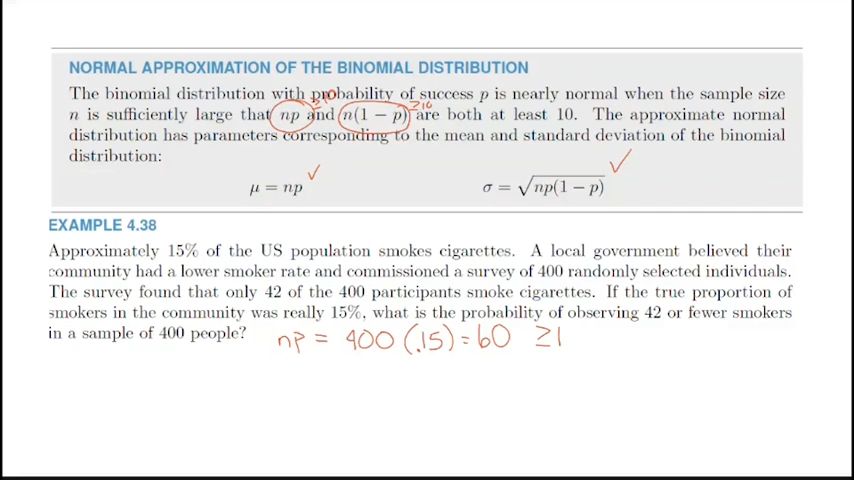 NORMAL APPROXIMATION OF THE BINOMIAL DISTRIBUTION
The binomial distribution with probability of success p is nearly normal when the sample size
≥10 ≥10
n is sufficiently large that np and n(1 − p) are both at least 10. The approximate normal
distribution has parameters corresponding to the mean and standard deviation of the binomial
distribution:
μ = np ✓ σ = √np(1 − p) ✓
EXAMPLE 4.38
Approximately 15% of the US population smokes cigarettes. A local government believed their
community had a lower smoker rate and commissioned a survey of 400 randomly selected individuals.
The survey found that only 42 of the 400 participants smoke cigarettes. If the true proportion of
smokers in the community was really 15%, what is the probability of observing 42 or fewer smokers
in a sample of 400 people?
np = 400 (.15) = 60 ≥1